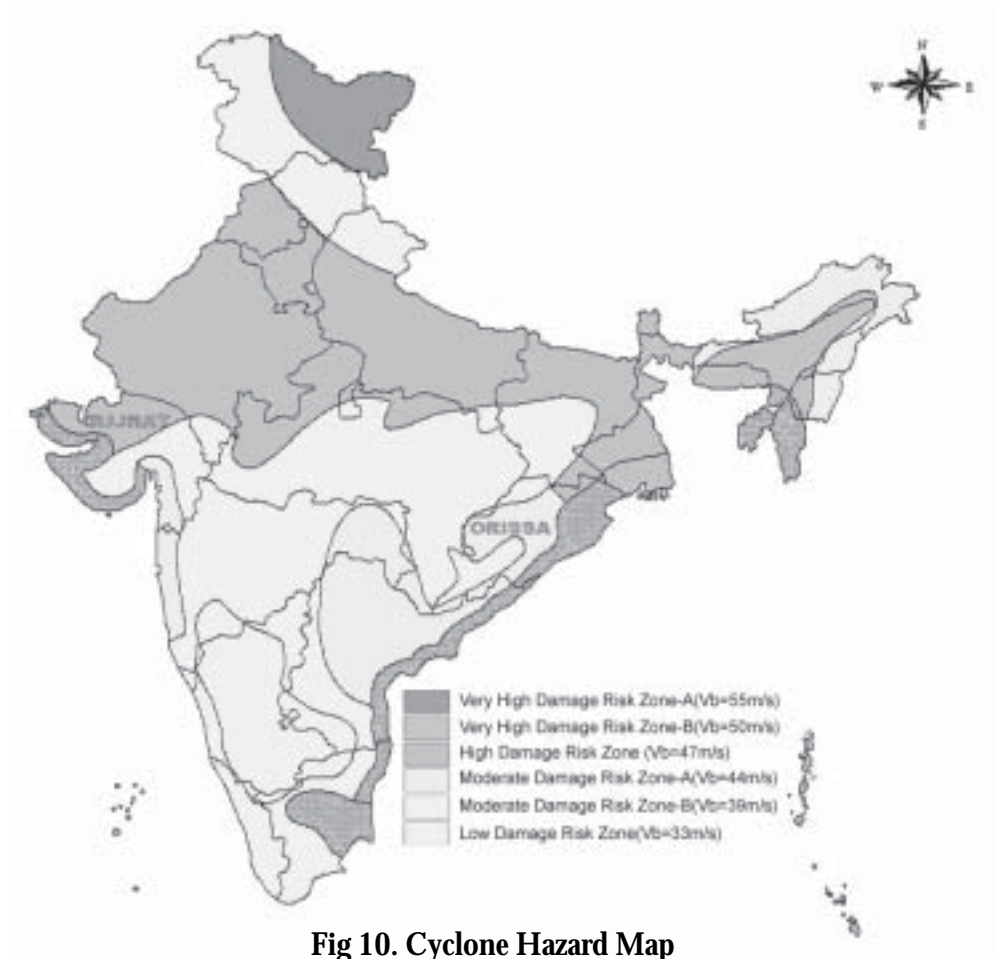 N
W E
S
GUJRAT
ORISSA
Very High Damage Risk Zone-A(Vb=55m/s)
Very High Damage Risk Zone-B(Vb=50m/s)
High Damage Risk Zone (Vb=47m/s)
Moderate Damage Risk Zone-A(Vb=44m/s)
Moderate Damage Risk Zone-B(Vb=39m/s)
Low Damage Risk Zone(Vb=33m/s)
Fig 10. Cyclone Hazard Map